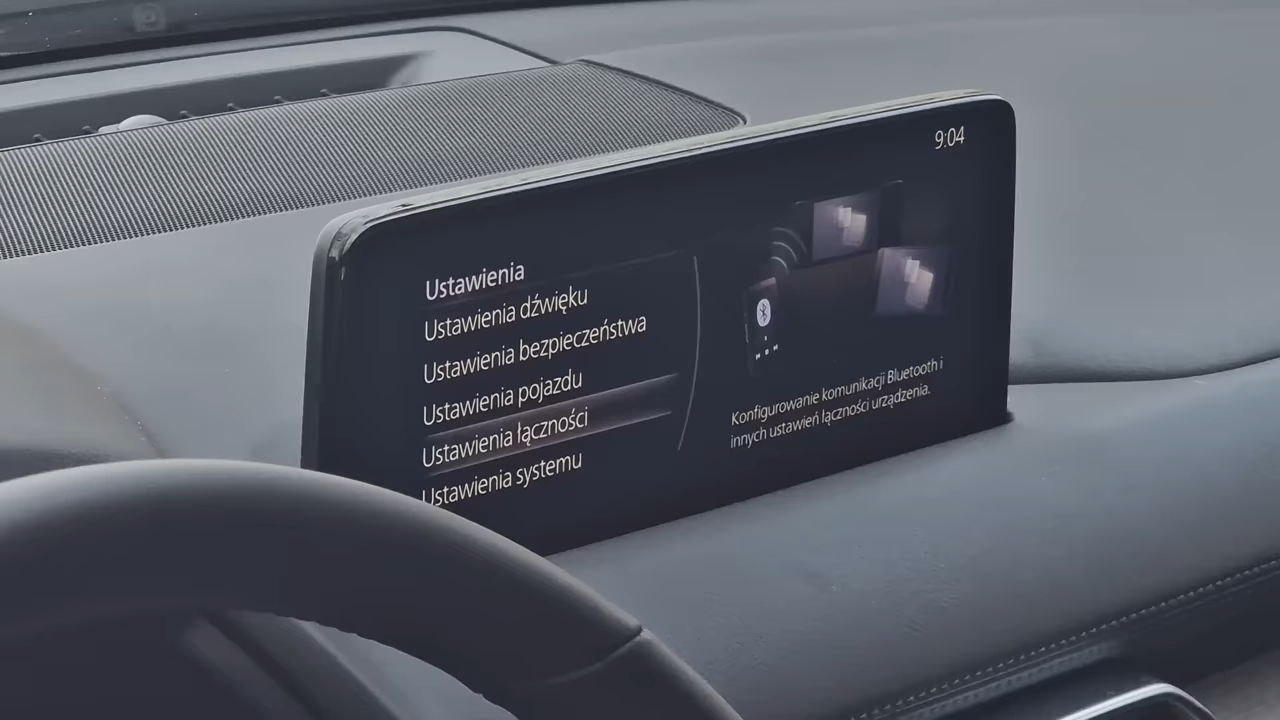 9:04
Ustawienia
Ustawienia dźwięku
Ustawienia bezpieczeństwa
Ustawienia pojazdu
Ustawienia łączności
Ustawienia systemu
Konfigurowanie komunikacji Bluetooth i
innych ustawień łączności urządzenia.